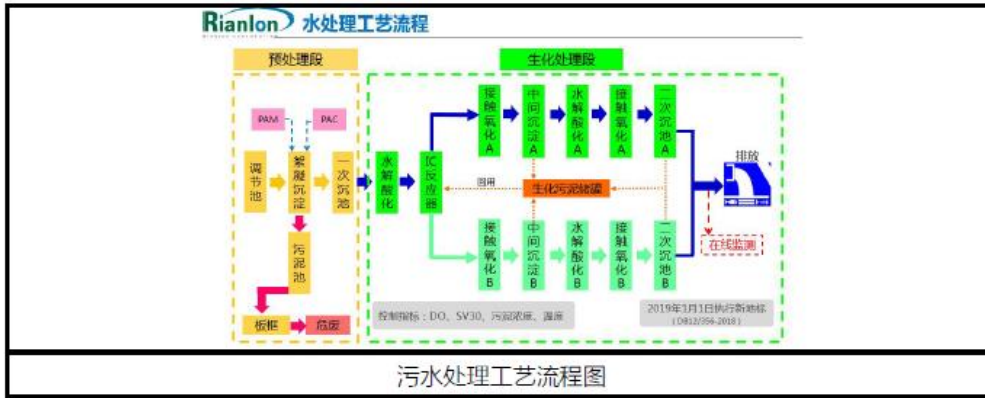 Rianlon 水处理工艺流程
预处理段
生化处理段
PAM
PAC
调节池
絮凝沉淀
一次沉池
水解酸化
IC反应器
接触氧化A
中间沉淀A
水解酸化A
接触氧化A
二次沉池A
排放
回用
生化污泥储罐
在线监测
接触氧化B
中间沉淀B
水解酸化B
接触氧化B
二次沉池B
污泥池
板框
危废
控制指标：DO、SV30、污泥浓度、温度
2019年1月1日执行新地标
（DB12/356-2018）
污水处理工艺流程图